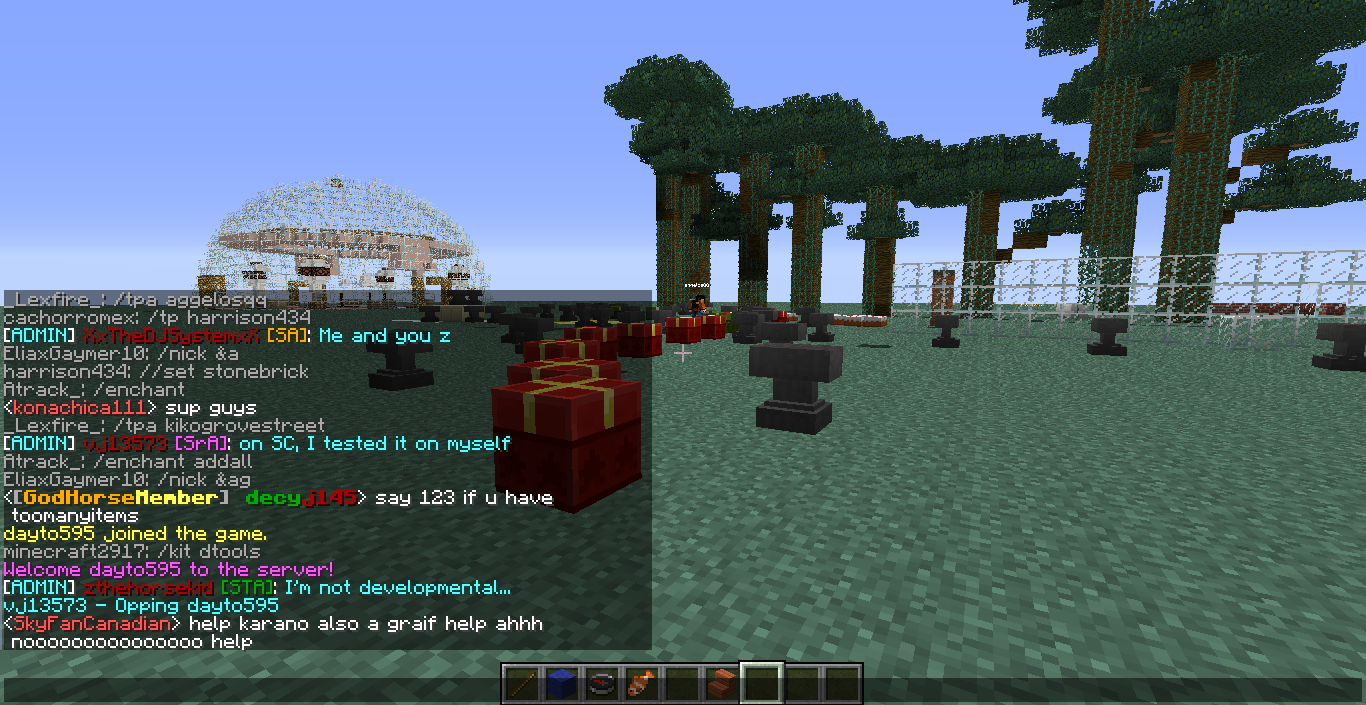 _Lexfire_: /tpa aggelosqq
cachorromex: /tp harrison434
[ADMIN] XxTheDJSystemxX [SA]: Me and you z
EliaxGaymer10: /nick &a
harrison434: //set stonebrick
Atrack_: /enchant
<konachica111> sup guys
_Lexfire_: /tpa kikogrovestreet
[ADMIN] vj13573 [SrA]: on SC, I tested it on myself
Atrack_: /enchant addall
EliaxGaymer10: /nick &ag
<[GodHorseMember] decyj145> say 123 if u have
toomanyitems
dayto595 joined the game.
minecraft2917: /kit dtools
Welcome dayto595 to the server!
[ADMIN] zthehorsekid [STA]: I'm not developmental...
vj13573 - Opping dayto595
<SkyFanCanadian> help karano also a graif help ahhh
nooooooooooooooo help